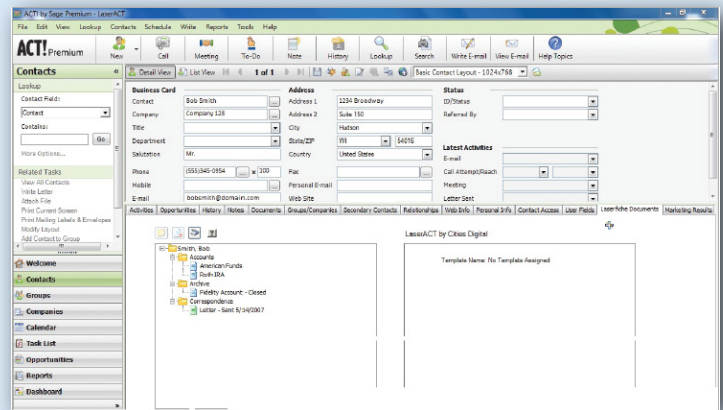 ACT! by Sage Premium - LaserACT
File Edit View Lookup Contacts Schedule Write Reports Tools Help
ACT! Premium
New Call Meeting To-Do Note History Lookup Search Write E-mail View E-mail Help Topics
Contacts «
Detail View List View 1 of 1 Basic Contact Layout - 1024x768
Lookup
Contact Field:
Contact
Contains:
Go
More Options...
Related Tasks
View All Contacts
Write Letter
Attach File
Print Current Screen
Print Mailing Labels & Envelopes
Modify Layout
Add Contact to Group
Welcome
Contacts
Groups
Companies
Calendar
Task List
Opportunities
Reports
Dashboard
»
Business Card
Contact Bob Smith ...
Company Company 128 ...
Title
Department
Salutation Mr.
Phone (555)345-0954 ... x 100
Mobile ...
E-mail bobsmith@domain.com
Address
Address 1 1234 Broadway
Address 2 Suite 150
City Hudson
State/ZIP WI 54016
Country United States
Fax ...
Personal E-mail
Web Site
Status
ID/Status
Referred By
Latest Activities
E-mail
Call Attempt/Reach
Meeting
Letter Sent
Activities Opportunities History Notes Documents Groups/Companies Secondary Contacts Relationships Web Info Personal Info Contact Access User Fields Laserfiche Documents Marketing Results
LaserACT by Cities Digital
Smith, Bob
Accounts
American Funds
Roth IRA
Archive
Fidelity Account - Closed
Correspondence
Letter - Sent 5/14/2007
Template Name: No Template Assigned